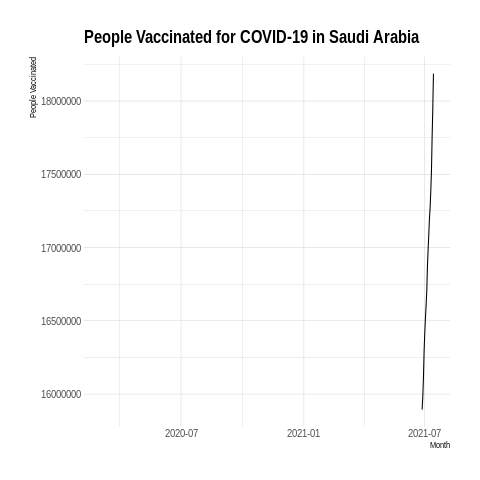 People Vaccinated for COVID-19 in Saudi Arabia
People Vaccinated
18000000
17500000
17000000
16500000
16000000
2020-07
2021-01
2021-07
Month